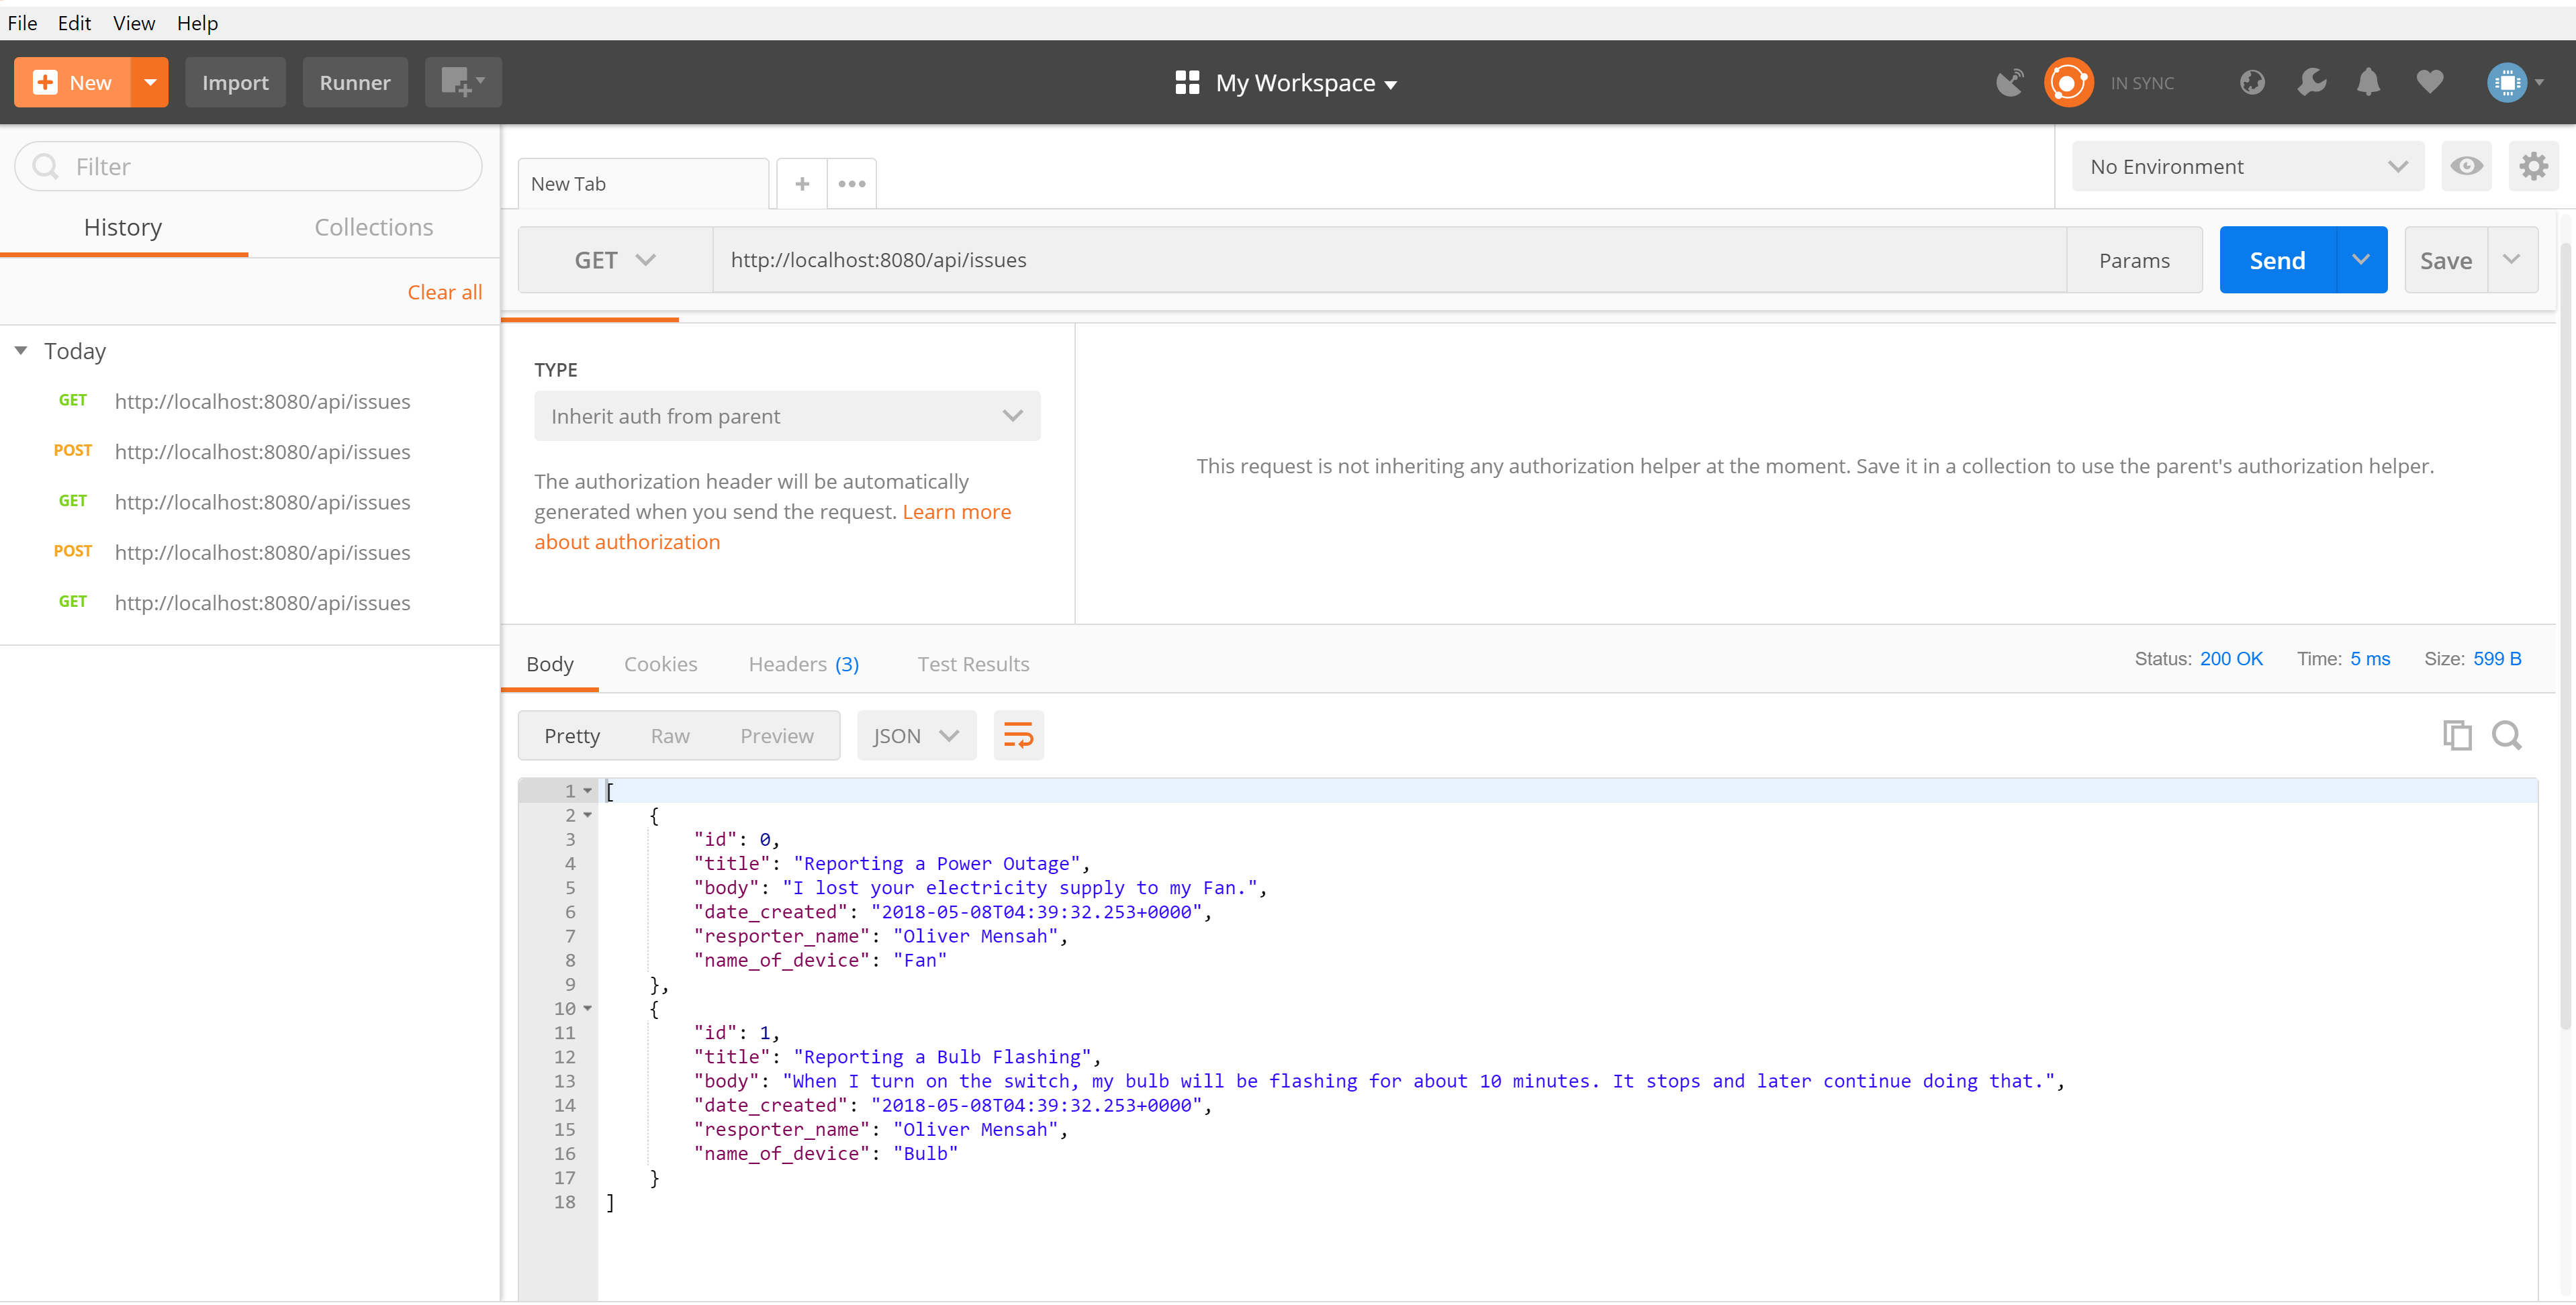 File Edit View Help
New Import Runner My Workspace IN SYNC
Filter
History Collections
Clear all
Today
GET http://localhost:8080/api/issues
POST http://localhost:8080/api/issues
GET http://localhost:8080/api/issues
POST http://localhost:8080/api/issues
GET http://localhost:8080/api/issues
New Tab
No Environment
GET http://localhost:8080/api/issues Params Send Save
TYPE
Inherit auth from parent
The authorization header will be automatically
generated when you send the request. Learn more
about authorization
This request is not inheriting any authorization helper at the moment. Save it in a collection to use the parent's authorization helper.
Body Cookies Headers (3) Test Results Status: 200 OK Time: 5 ms Size: 599 B
Pretty Raw Preview JSON
1 [
2 {
3 "id": 0,
4 "title": "Reporting a Power Outage",
5 "body": "I lost your electricity supply to my Fan.",
6 "date_created": "2018-05-08T04:39:32.253+0000",
7 "resporter_name": "Oliver Mensah",
8 "name_of_device": "Fan"
9 },
10 {
11 "id": 1,
12 "title": "Reporting a Bulb Flashing",
13 "body": "When I turn on the switch, my bulb will be flashing for about 10 minutes. It stops and later continue doing that.",
14 "date_created": "2018-05-08T04:39:32.253+0000",
15 "resporter_name": "Oliver Mensah",
16 "name_of_device": "Bulb"
17 }
18 ]